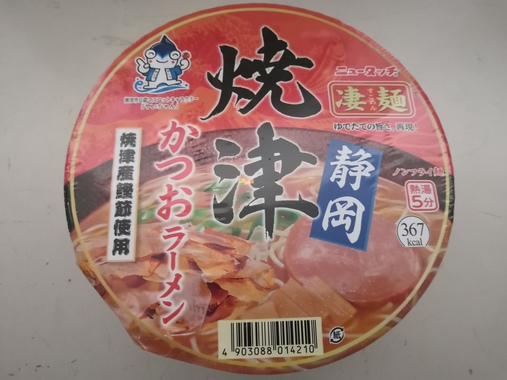 焼津
ニュータッチ
凄麺
ゆでたての旨さ、再現!
静岡
ノンフライ麺
熱湯
5分
367
kcal
かつおラーメン
焼津産鰹節使用
4 903088 014210